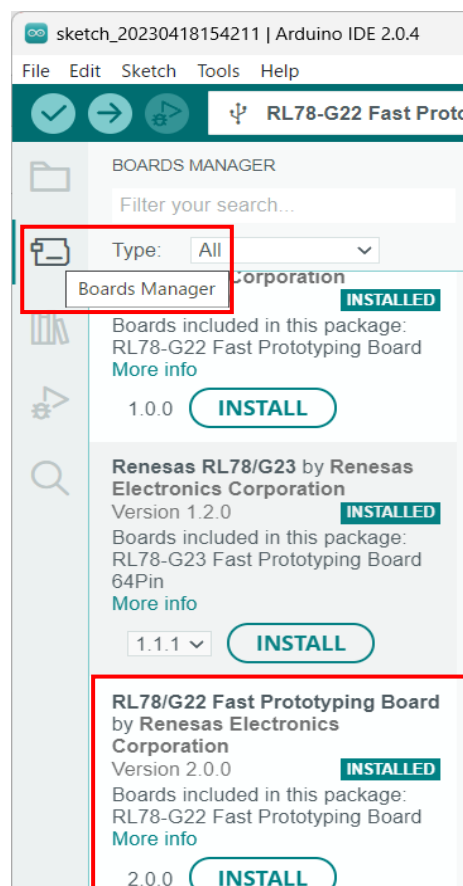 sketch_20230418154211 | Arduino IDE 2.0.4
File Edit Sketch Tools Help
RL78-G22 Fast Proto
BOARDS MANAGER
Filter your search...
Type: All
Boards Manager
Corporation
INSTALLED
Boards included in this package:
RL78-G22 Fast Prototyping Board
More info
1.0.0 INSTALL
Renesas RL78/G23 by Renesas
Electronics Corporation
Version 1.2.0 INSTALLED
Boards included in this package:
RL78-G23 Fast Prototyping Board
64Pin
More info
1.1.1 INSTALL
RL78/G22 Fast Prototyping Board
by Renesas Electronics
Corporation
Version 2.0.0 INSTALLED
Boards included in this package:
RL78-G22 Fast Prototyping Board
More info
2.0.0 INSTALL